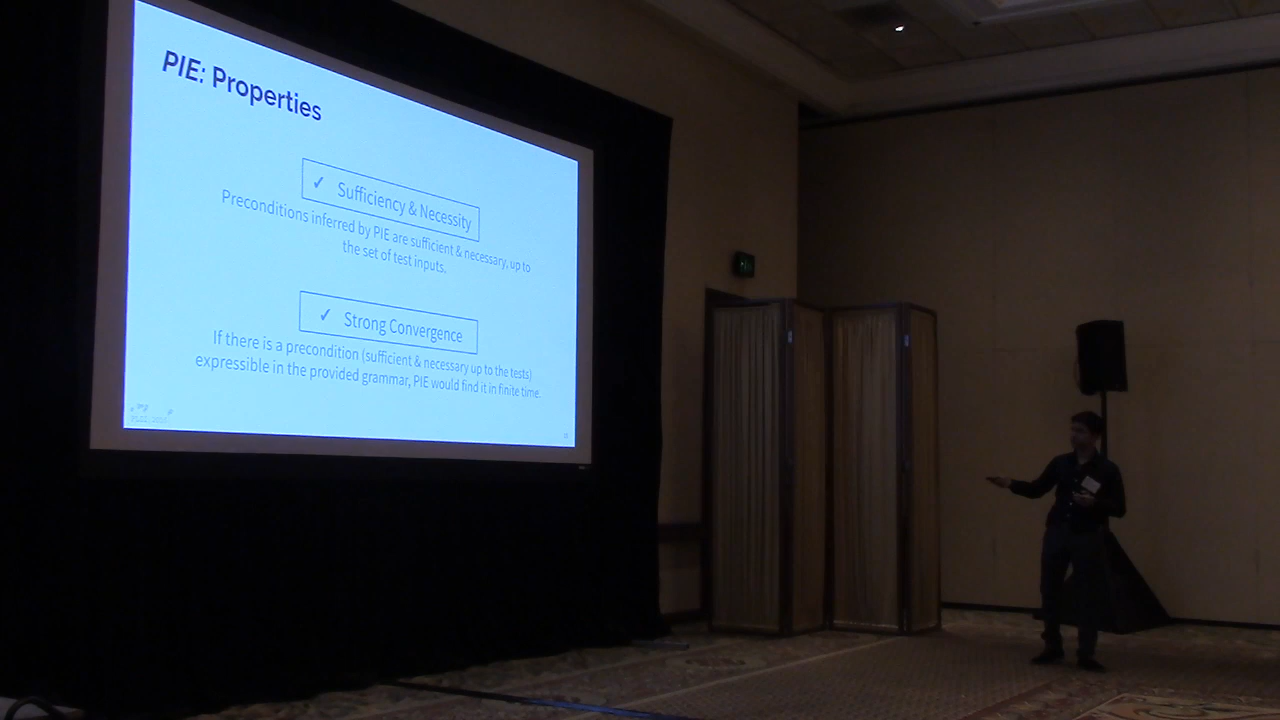 PIE: Properties
✓ Sufficiency & Necessity
Preconditions inferred by PIE are sufficient & necessary, up to
the set of test inputs.
✓ Strong Convergence
If there is a precondition (sufficient & necessary up to the tests)
expressible in the provided grammar, PIE would find it in finite time.